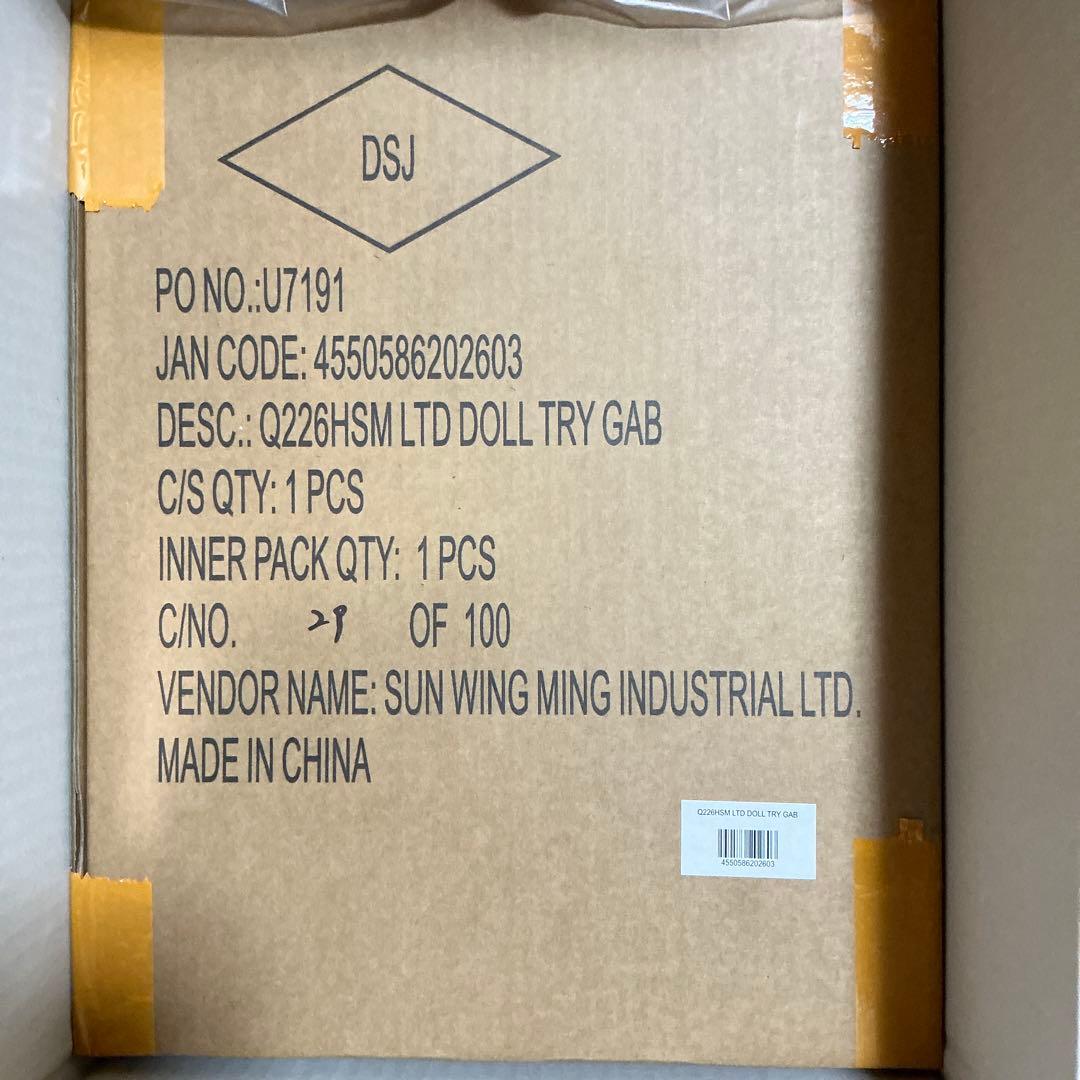 DSJ
PO NO.:U7191
JAN CODE: 4550586202603
DESC.: Q226HSM LTD DOLL TRY GAB
C/S QTY: 1 PCS
INNER PACK QTY: 1 PCS
C/NO. 29 OF 100
VENDOR NAME: SUN WING MING INDUSTRIAL LTD.
MADE IN CHINA
Q226HSM LTD DOLL TRY GAB
4550586202603